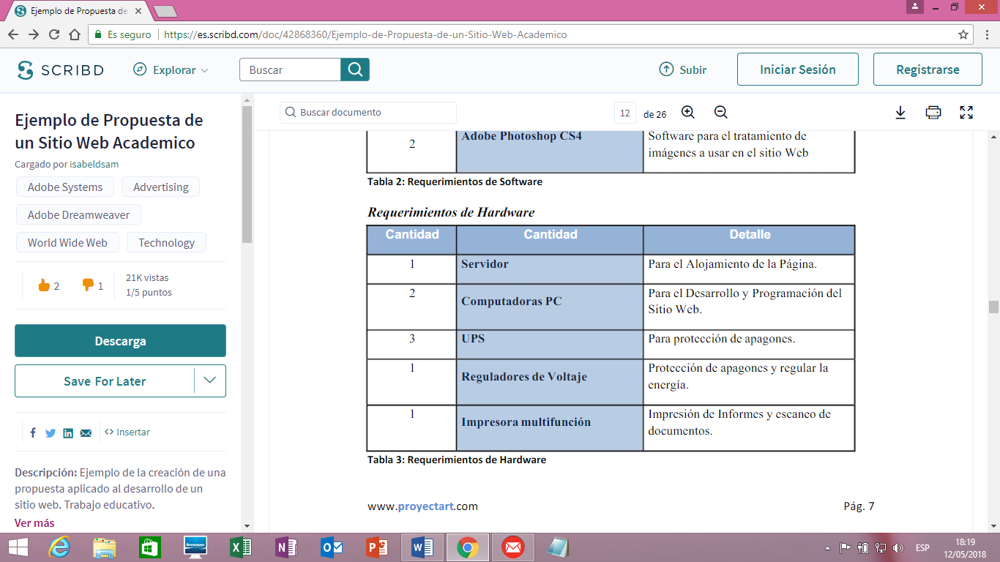 Ejemplo de Propuesta de
Es seguro
https://es.scribd.com/doc/42868360/Ejemplo-de-Propuesta-de-un-Sitio-Web-Academico
SCRIBD
Explorar
Buscar
Subir
Iniciar Sesión
Registrarse
Ejemplo de Propuesta de
un Sitio Web Academico
Cargado por isabeldsam
Adobe Systems
Advertising
Adobe Dreamweaver
World Wide Web
Technology
2
1
21K vistas
1/5 puntos
Descarga
Save For Later
Insertar
Descripción: Ejemplo de la creación de una
propuesta aplicado al desarrollo de un
sitio web. Trabajo educativo.
Ver más
Buscar documento
12 de 26
2
Adobe Photoshop CS4
Software para el tratamiento de
imágenes a usar en el sitio Web
Tabla 2: Requerimientos de Software
Requerimientos de Hardware
Cantidad Cantidad Detalle
1 Servidor Para el Alojamiento de la Página.
2 Computadoras PC Para el Desarrollo y Programación del
Sitio Web.
3 UPS Para protección de apagones.
1 Reguladores de Voltaje Protección de apagones y regular la
energía.
1 Impresora multifunción Impresión de Informes y escaneo de
documentos.
Tabla 3: Requerimientos de Hardware
www.proyectart.com Pág. 7
lenovo
ESP
18:19
12/05/2018